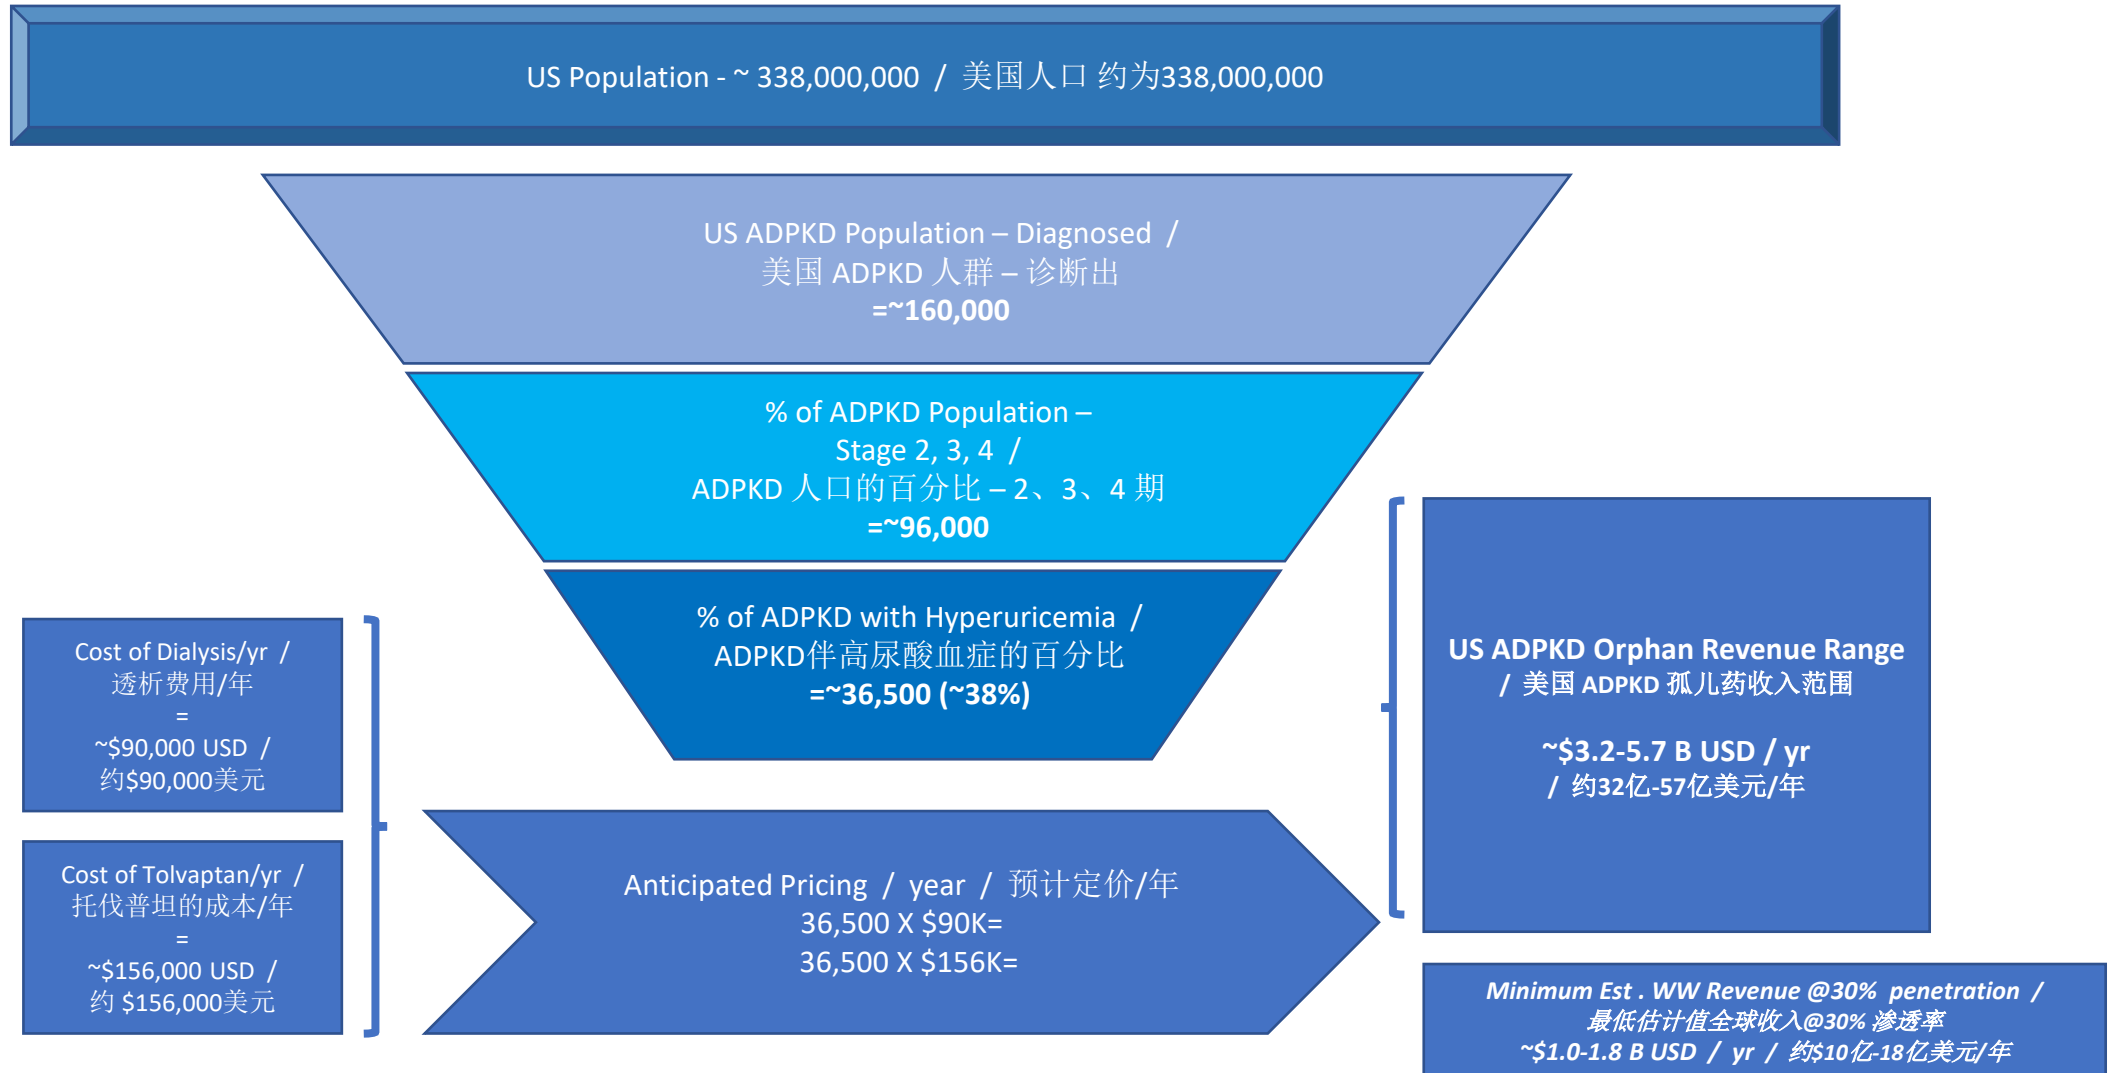 US Population - ~ 338,000,000 / 美国人口 约为338,000,000
US ADPKD Population – Diagnosed /
美国 ADPKD 人群 – 诊断出
=~160,000
% of ADPKD Population –
Stage 2, 3, 4 /
ADPKD 人口的百分比 – 2、3、4 期
=~96,000
% of ADPKD with Hyperuricemia /
ADPKD伴高尿酸血症的百分比
=~36,500 (~38%)
Cost of Dialysis/yr /
透析费用/年
=
~$90,000 USD /
约$90,000美元
Cost of Tolvaptan/yr /
托伐普坦的成本/年
=
~$156,000 USD /
约 $156,000美元
Anticipated Pricing / year / 预计定价/年
36,500 X $90K=
36,500 X $156K=
US ADPKD Orphan Revenue Range
/ 美国 ADPKD 孤儿药收入范围
~$3.2-5.7 B USD / yr
/ 约32亿-57亿美元/年
Minimum Est . WW Revenue @30% penetration /
最低估计值全球收入@30% 渗透率
~$1.0-1.8 B USD / yr / 约$10亿-18亿美元/年